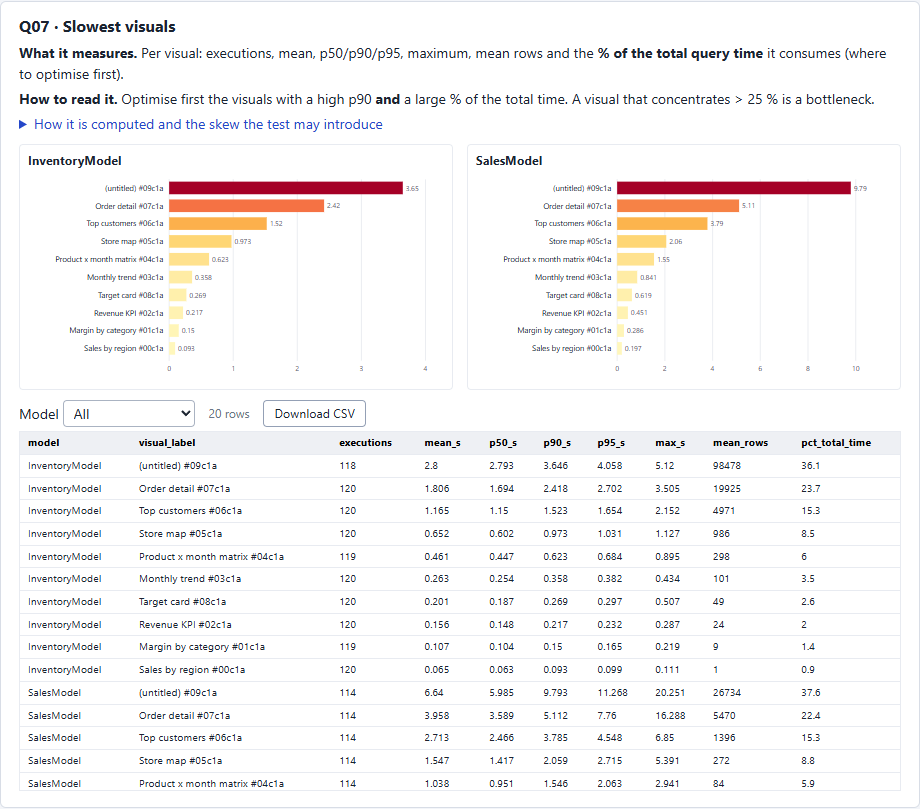 Q07 · Slowest visuals
What it measures. Per visual: executions, mean, p50/p90/p95, maximum, mean rows and the % of the total query time it consumes (where
to optimise first).
How to read it. Optimise first the visuals with a high p90 and a large % of the total time. A visual that concentrates > 25 % is a bottleneck.
▶ How it is computed and the skew the test may introduce
InventoryModel
(untitled) #09c1a 3.65
Order detail #07c1a 2.42
Top customers #06c1a 1.52
Store map #05c1a 0.973
Product x month matrix #04c1a 0.623
Monthly trend #03c1a 0.358
Target card #08c1a 0.269
Revenue KPI #02c1a 0.217
Margin by category #01c1a 0.15
Sales by region #00c1a 0.093
0 1 2 3 4
SalesModel
(untitled) #09c1a 9.79
Order detail #07c1a 5.11
Top customers #06c1a 3.79
Store map #05c1a 2.06
Product x month matrix #04c1a 1.55
Monthly trend #03c1a 0.841
Target card #08c1a 0.619
Revenue KPI #02c1a 0.451
Margin by category #01c1a 0.286
Sales by region #00c1a 0.197
0 2 4 6 8 10
Model All 20 rows Download CSV
model visual_label executions mean_s p50_s p90_s p95_s max_s mean_rows pct_total_time
InventoryModel (untitled) #09c1a 118 2.8 2.793 3.646 4.058 5.12 98478 36.1
InventoryModel Order detail #07c1a 120 1.806 1.694 2.418 2.702 3.505 19925 23.7
InventoryModel Top customers #06c1a 120 1.165 1.15 1.523 1.654 2.152 4971 15.3
InventoryModel Store map #05c1a 120 0.652 0.602 0.973 1.031 1.127 986 8.5
InventoryModel Product x month matrix #04c1a 119 0.461 0.447 0.623 0.684 0.895 298 6
InventoryModel Monthly trend #03c1a 120 0.263 0.254 0.358 0.382 0.434 101 3.5
InventoryModel Target card #08c1a 120 0.201 0.187 0.269 0.297 0.507 49 2.6
InventoryModel Revenue KPI #02c1a 120 0.156 0.148 0.217 0.232 0.287 24 2
InventoryModel Margin by category #01c1a 119 0.107 0.104 0.15 0.165 0.219 9 1.4
InventoryModel Sales by region #00c1a 120 0.065 0.063 0.093 0.099 0.111 1 0.9
SalesModel (untitled) #09c1a 114 6.64 5.985 9.793 11.268 20.251 26734 37.6
SalesModel Order detail #07c1a 114 3.958 3.589 5.112 7.76 16.288 5470 22.4
SalesModel Top customers #06c1a 114 2.713 2.466 3.785 4.548 6.85 1396 15.3
SalesModel Store map #05c1a 114 1.547 1.417 2.059 2.715 5.391 272 8.8
SalesModel Product x month matrix #04c1a 114 1.038 0.951 1.546 2.063 2.941 84 5.9